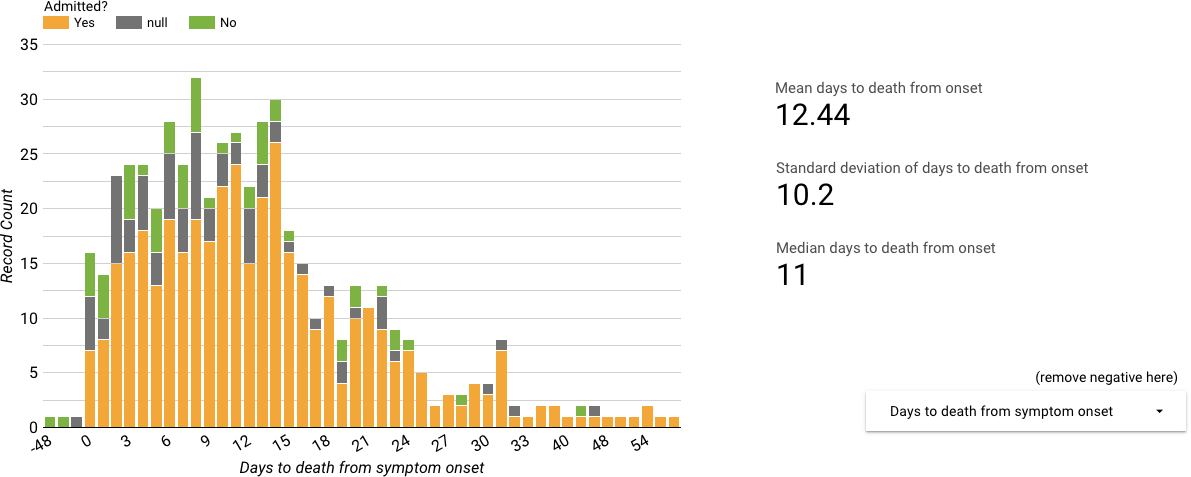 Admitted?
Yes null No
35
30
25
20
15
10
5
0
Record Count
-48 0 3 6 9 12 15 18 21 24 27 30 33 40 48 54
Days to death from symptom onset
Mean days to death from onset
12.44
Standard deviation of days to death from onset
10.2
Median days to death from onset
11
(remove negative here)
Days to death from symptom onset